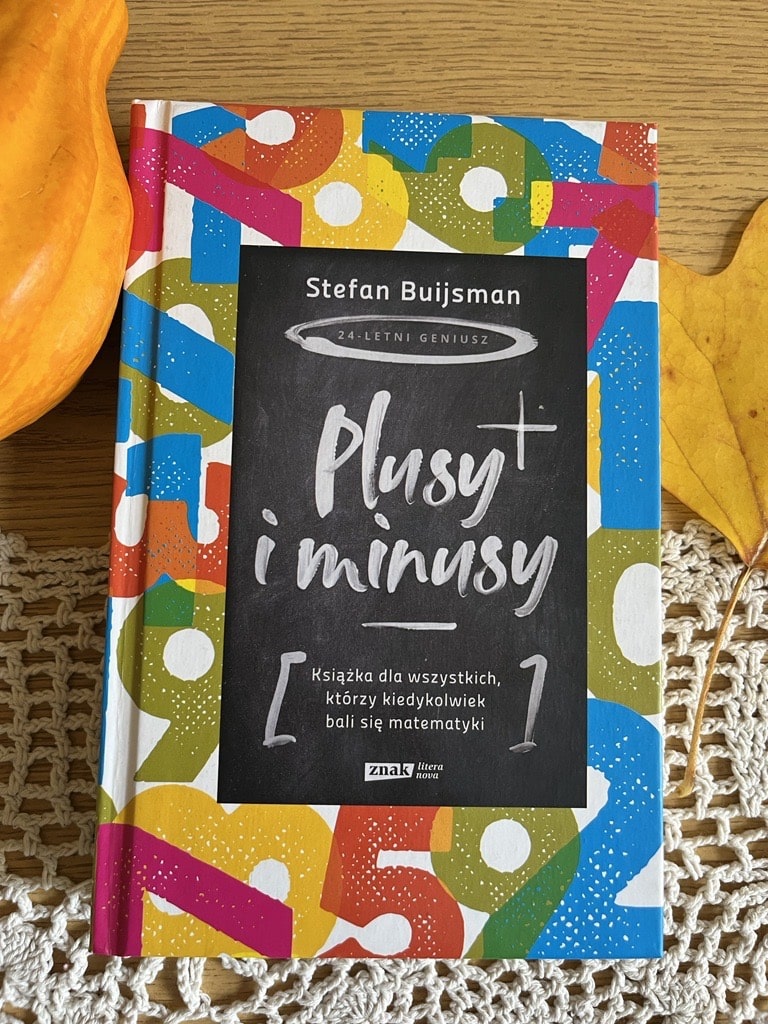 Stefan Buijsman
24-LETNI GENIUSZ
Plusy +
i minusy
[ Książka dla wszystkich,
którzy kiedykolwiek
bali się matematyki ]
znak litera
nova